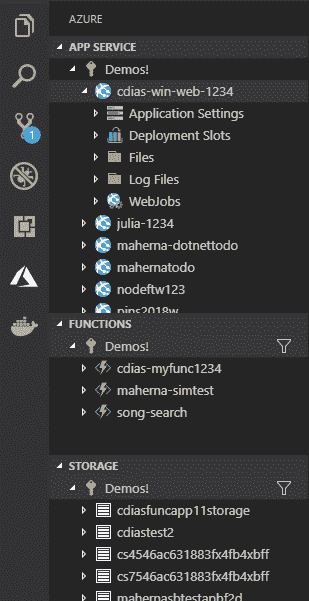 AZURE
APP SERVICE
Demos!
cdias-win-web-1234
Application Settings
Deployment Slots
Files
Log Files
WebJobs
julia-1234
maherna-dotnettodo
mahernatodo
nodeftw123
pins2018w
1
FUNCTIONS
Demos!
cdias-myfunc1234
maherna-simtest
song-search
STORAGE
Demos!
cdiasfuncapp11storage
cdiastest2
cs4546ac631883fx4fb4xbff
cs7546ac631883fx4fb4xbff